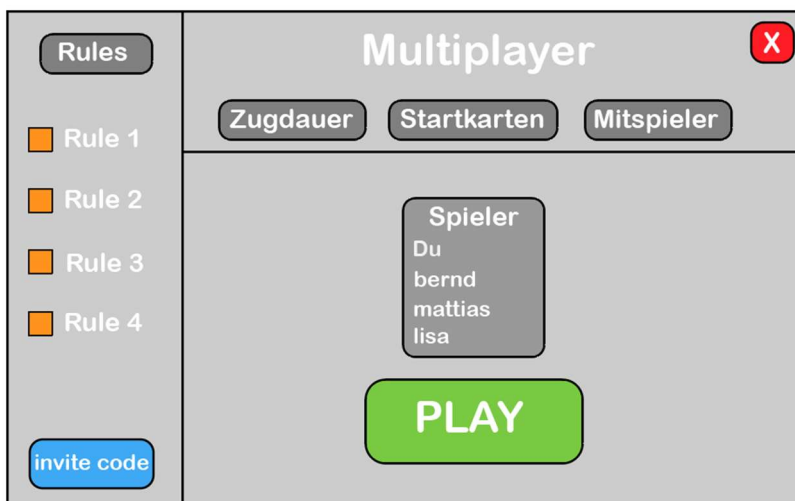 Rules
Rule 1
Rule 2
Rule 3
Rule 4
invite code
Multiplayer
X
Zugdauer
Startkarten
Mitspieler
Spieler
Du
bernd
mattias
lisa
PLAY